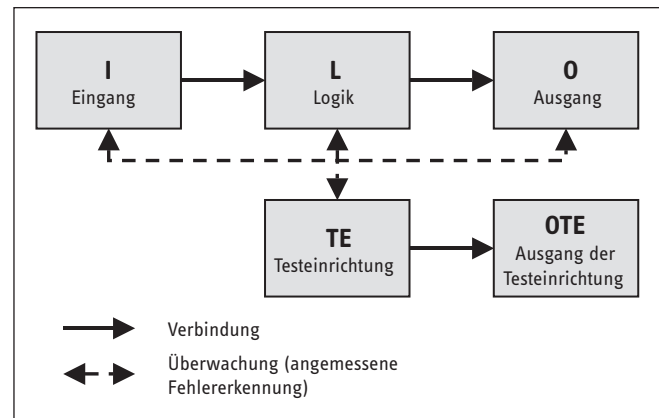 I
Eingang
L
Logik
O
Ausgang
TE
Testeinrichtung
OTE
Ausgang der
Testeinrichtung
Verbindung
Überwachung (angemessene
Fehlererkennung)